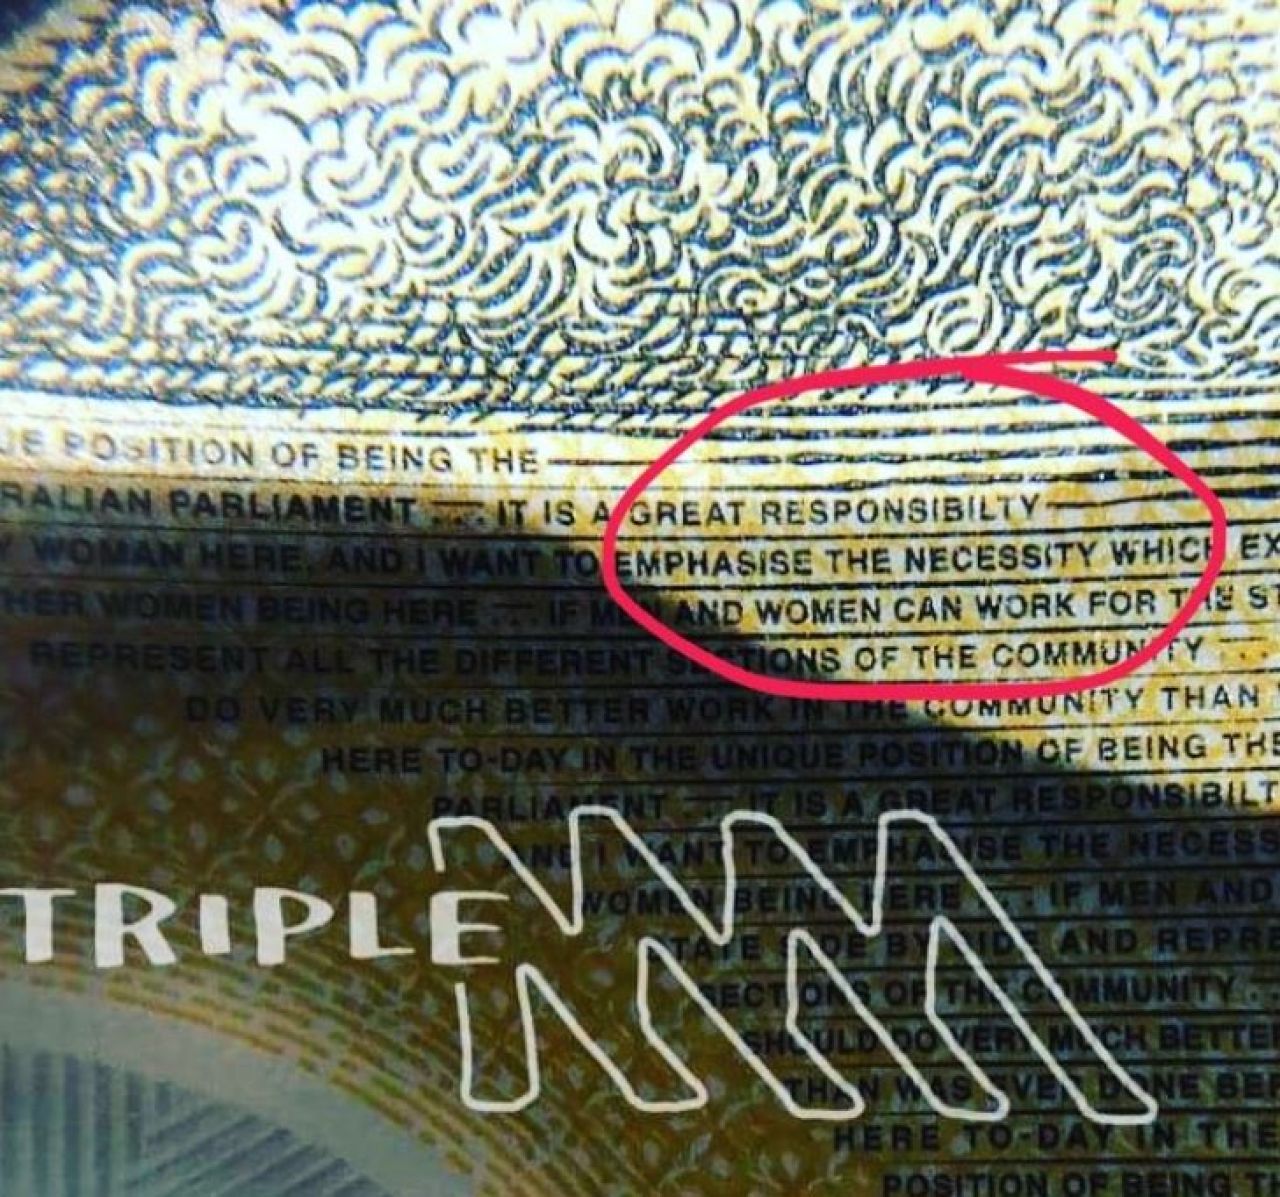 UE POSITION OF BEING THE
RALIAN PARLIAMENT ... IT IS A GREAT RESPONSIBILTY
Y WOMAN HERE, AND I WANT TO EMPHASISE THE NECESSITY WHICH EX
HER WOMEN BEING HERE ... IF MEN AND WOMEN CAN WORK FOR THE ST
REPRESENT ALL THE DIFFERENT SECTIONS OF THE COMMUNITY ...
DO VERY MUCH BETTER WORK IN THE COMMUNITY THAN
HERE TO-DAY IN THE UNIQUE POSITION OF BEING THE
PARLIAMENT ... IT IS A GREAT RESPONSIBILT
AND I WANT TO EMPHASISE THE NECESS
WOMEN BEING HERE ... IF MEN AND
STATE SIDE BY SIDE AND REPRE
SECTIONS OF THE COMMUNITY ..
SHOULD DO VERY MUCH BETTER
THAN WAS EVER DONE BEF
HERE TO-DAY IN THE
POSITION OF BEING TH
TRIPLE